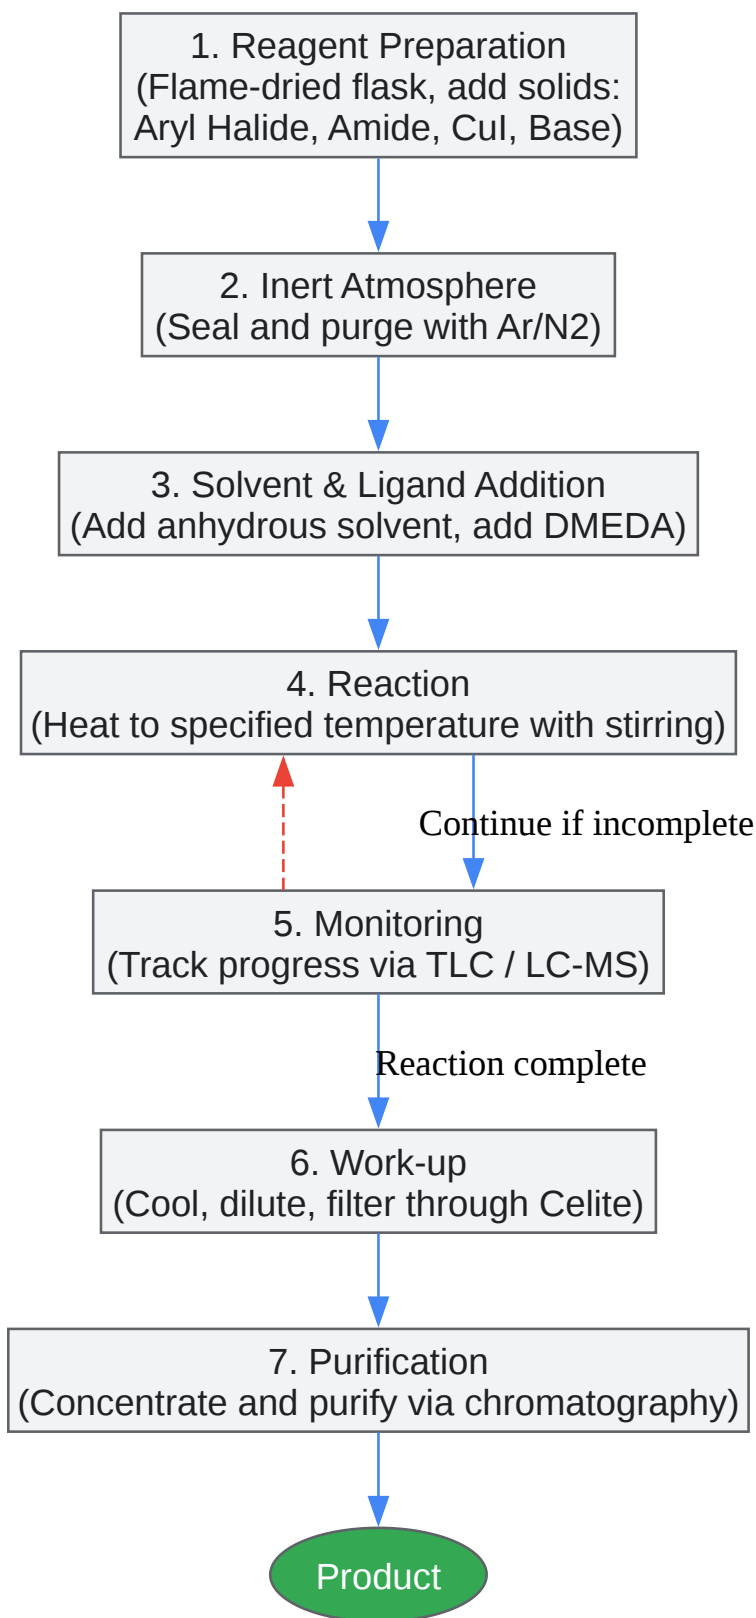 1. Reagent Preparation
(Flame-dried flask, add solids:
Aryl Halide, Amide, CuI, Base)
2. Inert Atmosphere
(Seal and purge with Ar/N2)
3. Solvent & Ligand Addition
(Add anhydrous solvent, add DMEDA)
4. Reaction
(Heat to specified temperature with stirring)
Continue if incomplete
5. Monitoring
(Track progress via TLC / LC-MS)
Reaction complete
6. Work-up
(Cool, dilute, filter through Celite)
7. Purification
(Concentrate and purify via chromatography)
Product